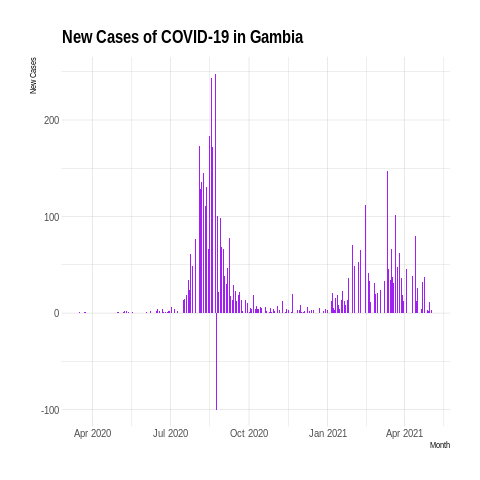 New Cases of COVID-19 in Gambia
New Cases
200
100
0
-100
Apr 2020 Jul 2020 Oct 2020 Jan 2021 Apr 2021
Month